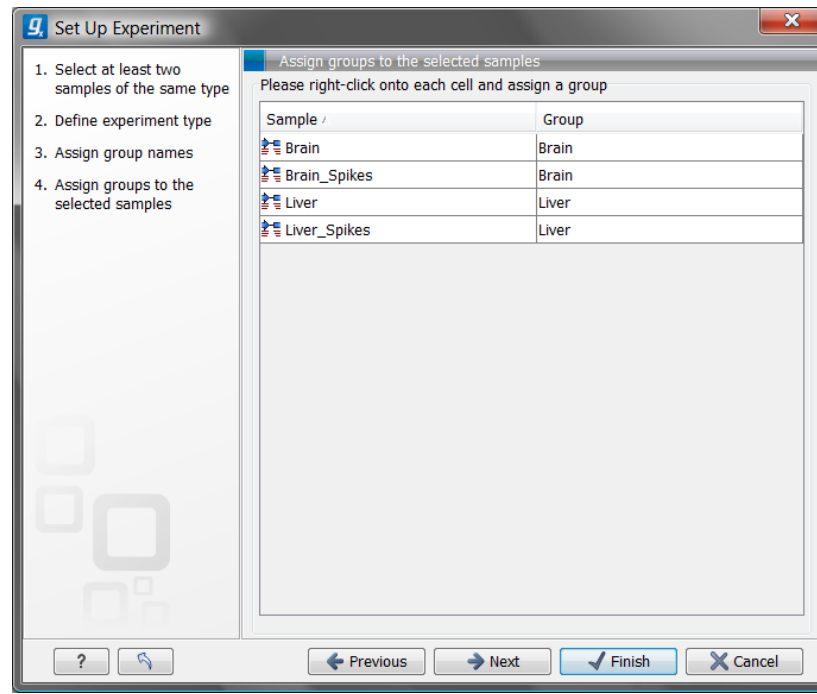 Set Up Experiment
1. Select at least two
samples of the same type
2. Define experiment type
3. Assign group names
4. Assign groups to the
selected samples
Assign groups to the selected samples
Please right-click onto each cell and assign a group
Sample Group
Brain Brain
Brain_Spikes Brain
Liver Liver
Liver_Spikes Liver
? Previous Next Finish Cancel